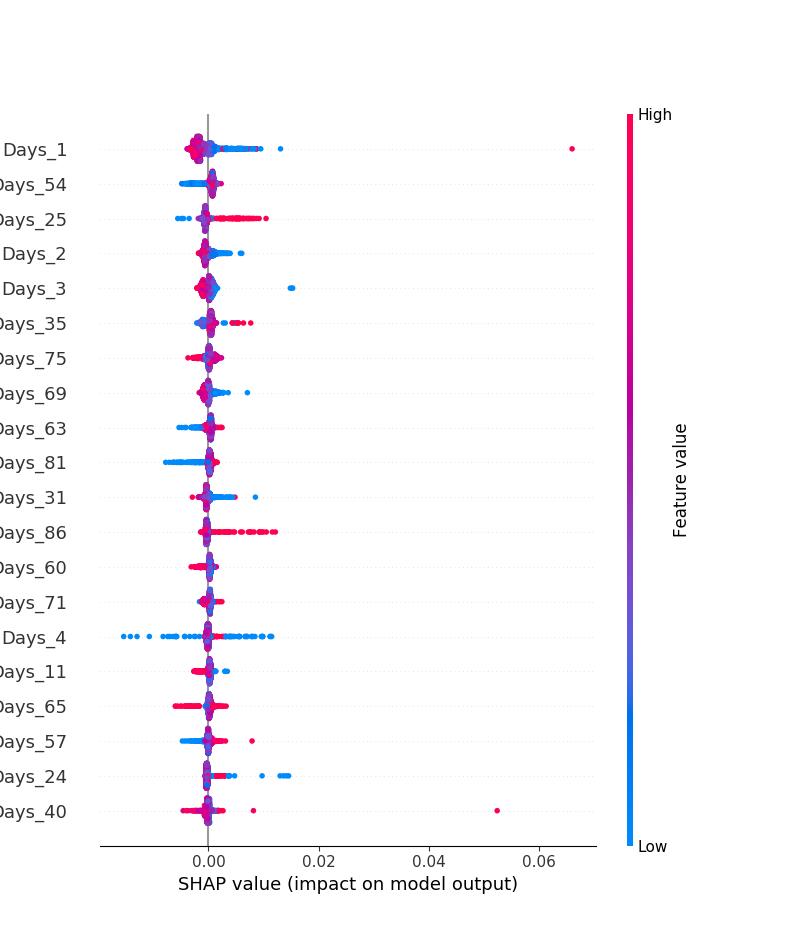 High
Days_1
Days_54
Days_25
Days_2
Days_3
Days_35
Days_75
Days_69
Days_63
Days_81
Days_31
Days_86
Days_60
Days_71
Days_4
Days_11
Days_65
Days_57
Days_24
Days_40
Feature value
Low
0.00 0.02 0.04 0.06
SHAP value (impact on model output)